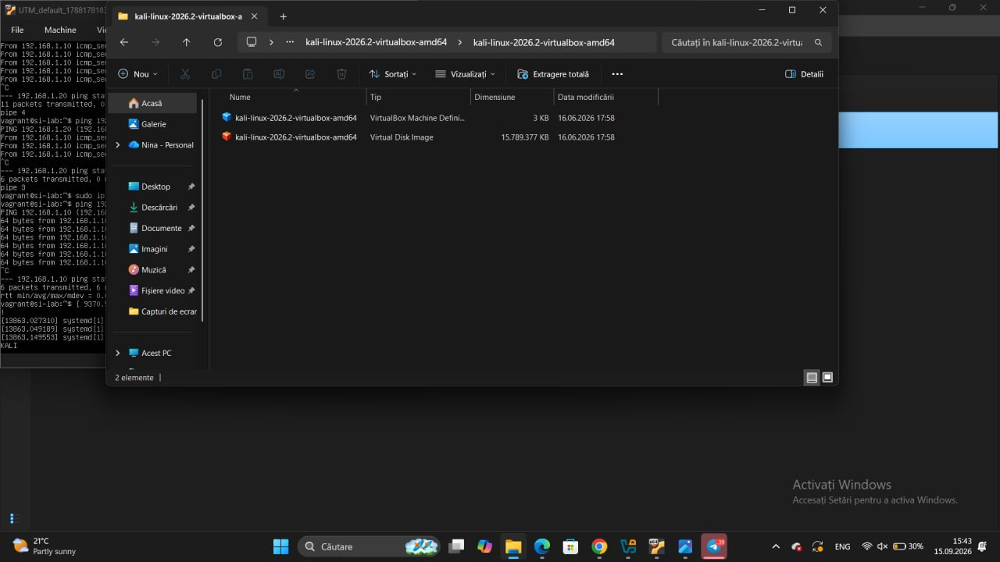 UTM_default_1788178183
kali-linux-2026.2-virtualbox-a
File Machine Vi
kali-linux-2026.2-virtualbox-amd64 kali-linux-2026.2-virtualbox-amd64 Căutați în kali-linux-2026.2-virtua
Nou Sortați Vizualizați Extragere totală Detalii
Nume Tip Dimensiune Data modificării
kali-linux-2026.2-virtualbox-amd64 VirtualBox Machine Defini... 3 KB 16.06.2026 17:58
kali-linux-2026.2-virtualbox-amd64 Virtual Disk Image 15.789.377 KB 16.06.2026 17:58
Acasă
Galerie
Nina - Personal
Desktop
Descărcări
Documente
Imagini
Muzică
Fișiere video
Capturi de ecrar
Acest PC
2 elemente
From 192.168.1.10 icmp_se
From 192.168.1.10 icmp_se
From 192.168.1.10 icmp_se
From 192.168.1.10 icmp_se
From 192.168.1.10 icmp_se
^C
--- 192.168.1.20 ping sta
11 packets transmitted, 0
pipe 4
vagrant@si-lab:~$ ping 19
PING 192.168.1.20 (192.16
From 192.168.1.10 icmp_se
From 192.168.1.10 icmp_se
From 192.168.1.10 icmp_se
^C
--- 192.168.1.20 ping sta
6 packets transmitted, 0
pipe 3
vagrant@si-lab:~$ sudo ip
vagrant@si-lab:~$ ping 19
PING 192.168.1.10 (192.16
64 bytes from 192.168.1.10
64 bytes from 192.168.1.10
64 bytes from 192.168.1.10
64 bytes from 192.168.1.10
64 bytes from 192.168.1.10
64 bytes from 192.168.1.10
^C
--- 192.168.1.10 ping sta
6 packets transmitted, 6
rtt min/avg/max/mdev = 0.
vagrant@si-lab:~$ [ 9370.
!
[13863.027310] systemd[1]
[13863.049189] systemd[1]
[13863.149553] systemd[1]
KALI
Activați Windows
Accesați Setări pentru a activa Windows.
21°C
Partly sunny
Căutare
39
ENG
30%
15:43
15.09.2026